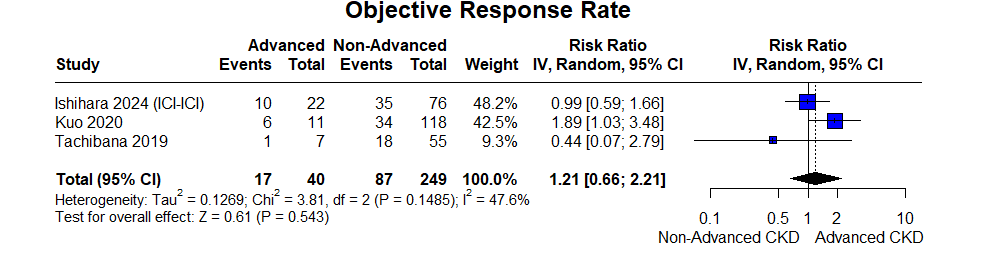 Objective Response Rate
Advanced Non-Advanced Risk Ratio Risk Ratio
Study Events Total Events Total Weight IV, Random, 95% CI IV, Random, 95% CI
Ishihara 2024 (ICI-ICI) 10 22 35 76 48.2% 0.99 [0.59; 1.66]
Kuo 2020 6 11 34 118 42.5% 1.89 [1.03; 3.48]
Tachibana 2019 1 7 18 55 9.3% 0.44 [0.07; 2.79]
Total (95% CI) 17 40 87 249 100.0% 1.21 [0.66; 2.21]
Heterogeneity: Tau² = 0.1269; Chi² = 3.81, df = 2 (P = 0.1485); I² = 47.6%
Test for overall effect: Z = 0.61 (P = 0.543)
0.1 0.5 1 2 10
Non-Advanced CKD Advanced CKD